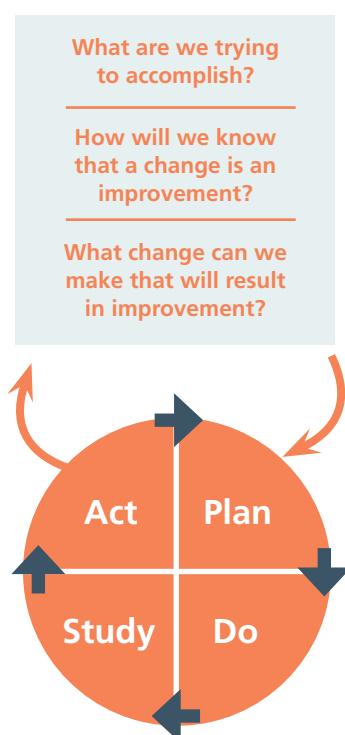 What are we trying
to accomplish?
How will we know
that a change is an
improvement?
What change can we
make that will result
in improvement?
Act
Plan
Study
Do